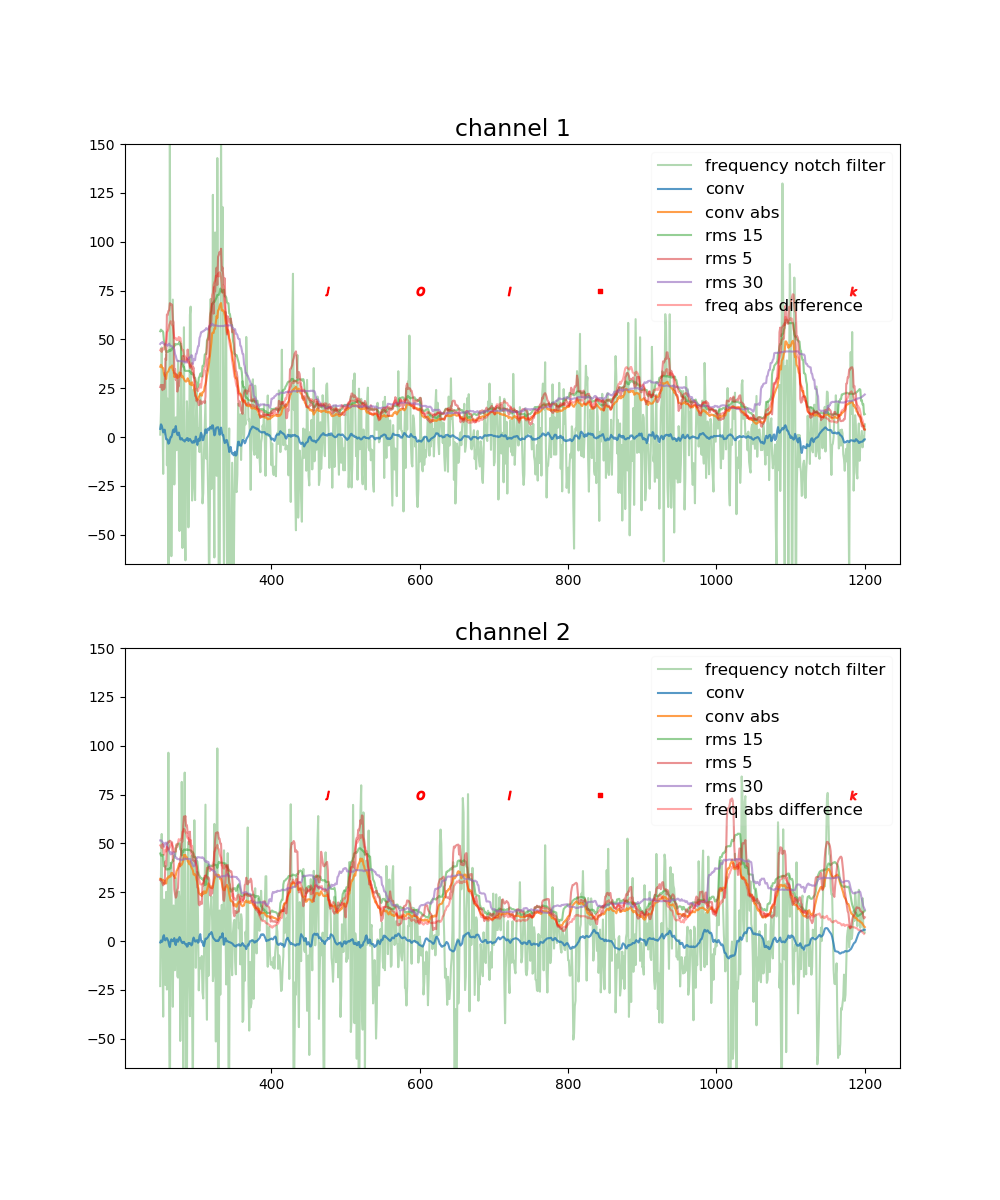 channel 1
150
125
100
75
50
25
0
−25
−50
frequency notch filter
conv
conv abs
rms 15
rms 5
rms 30
freq abs difference
J O I . k
400 600 800 1000 1200
channel 2
150
125
100
75
50
25
0
−25
−50
frequency notch filter
conv
conv abs
rms 15
rms 5
rms 30
freq abs difference
J O I . k
400 600 800 1000 1200